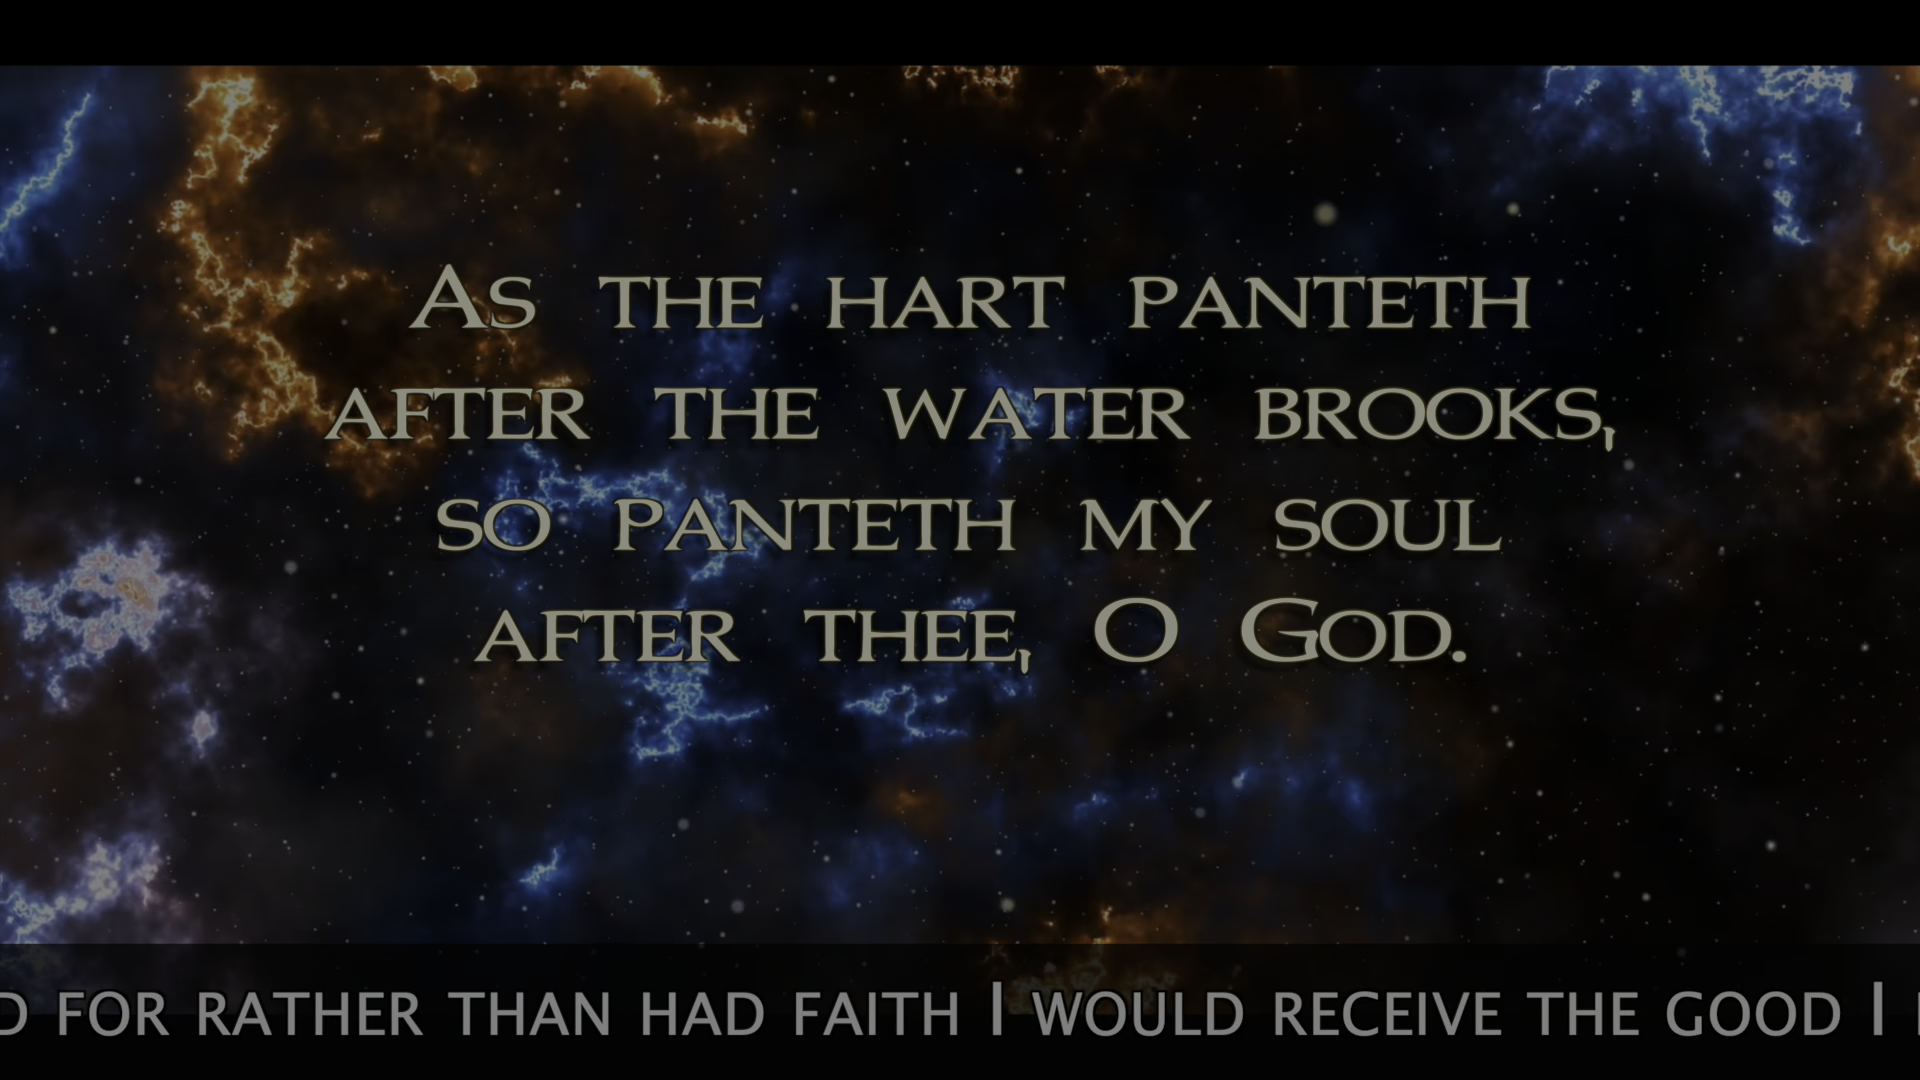 As the hart panteth
after the water brooks,
so panteth my soul
after thee, O God.
for rather than had faith I would receive the good I